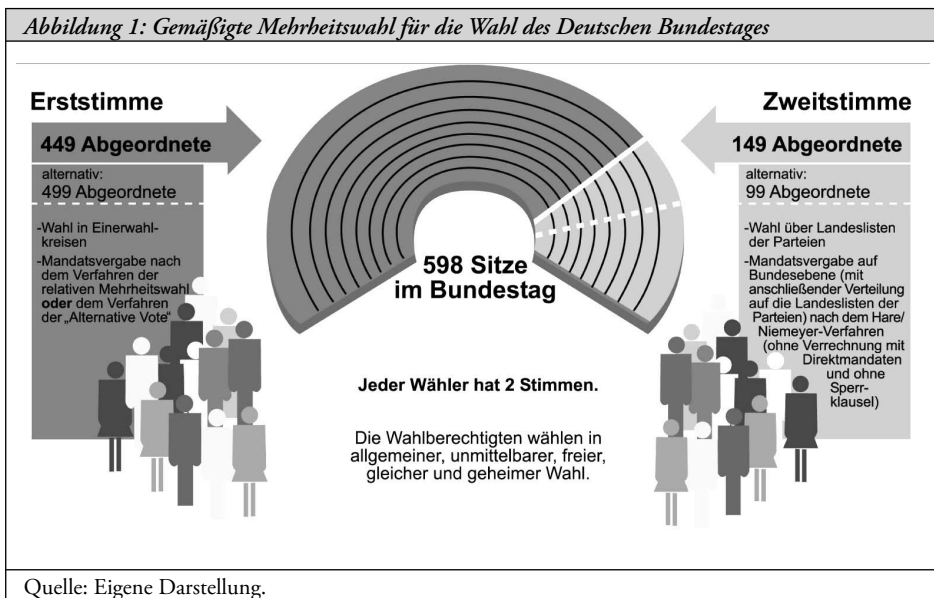 Abbildung 1: Gemäßigte Mehrheitswahl für die Wahl des Deutschen Bundestages
Erststimme
449 Abgeordnete
alternativ:
499 Abgeordnete
-Wahl in Einerwahl-
kreisen
-Mandatsvergabe nach
dem Verfahren der
relativen Mehrheitswahl
oder dem Verfahren
der „Alternative Vote“
598 Sitze
im Bundestag
Jeder Wähler hat 2 Stimmen.
Die Wahlberechtigten wählen in
allgemeiner, unmittelbarer, freier,
gleicher und geheimer Wahl.
Zweitstimme
149 Abgeordnete
alternativ:
99 Abgeordnete
-Wahl über Landeslisten
der Parteien
-Mandatsvergabe auf
Bundesebene (mit
anschließender Verteilung
auf die Landeslisten der
Parteien) nach dem Hare/
Niemeyer-Verfahren
(ohne Verrechnung mit
Direktmandaten
und ohne
Sperr-
klausel)
Quelle: Eigene Darstellung.